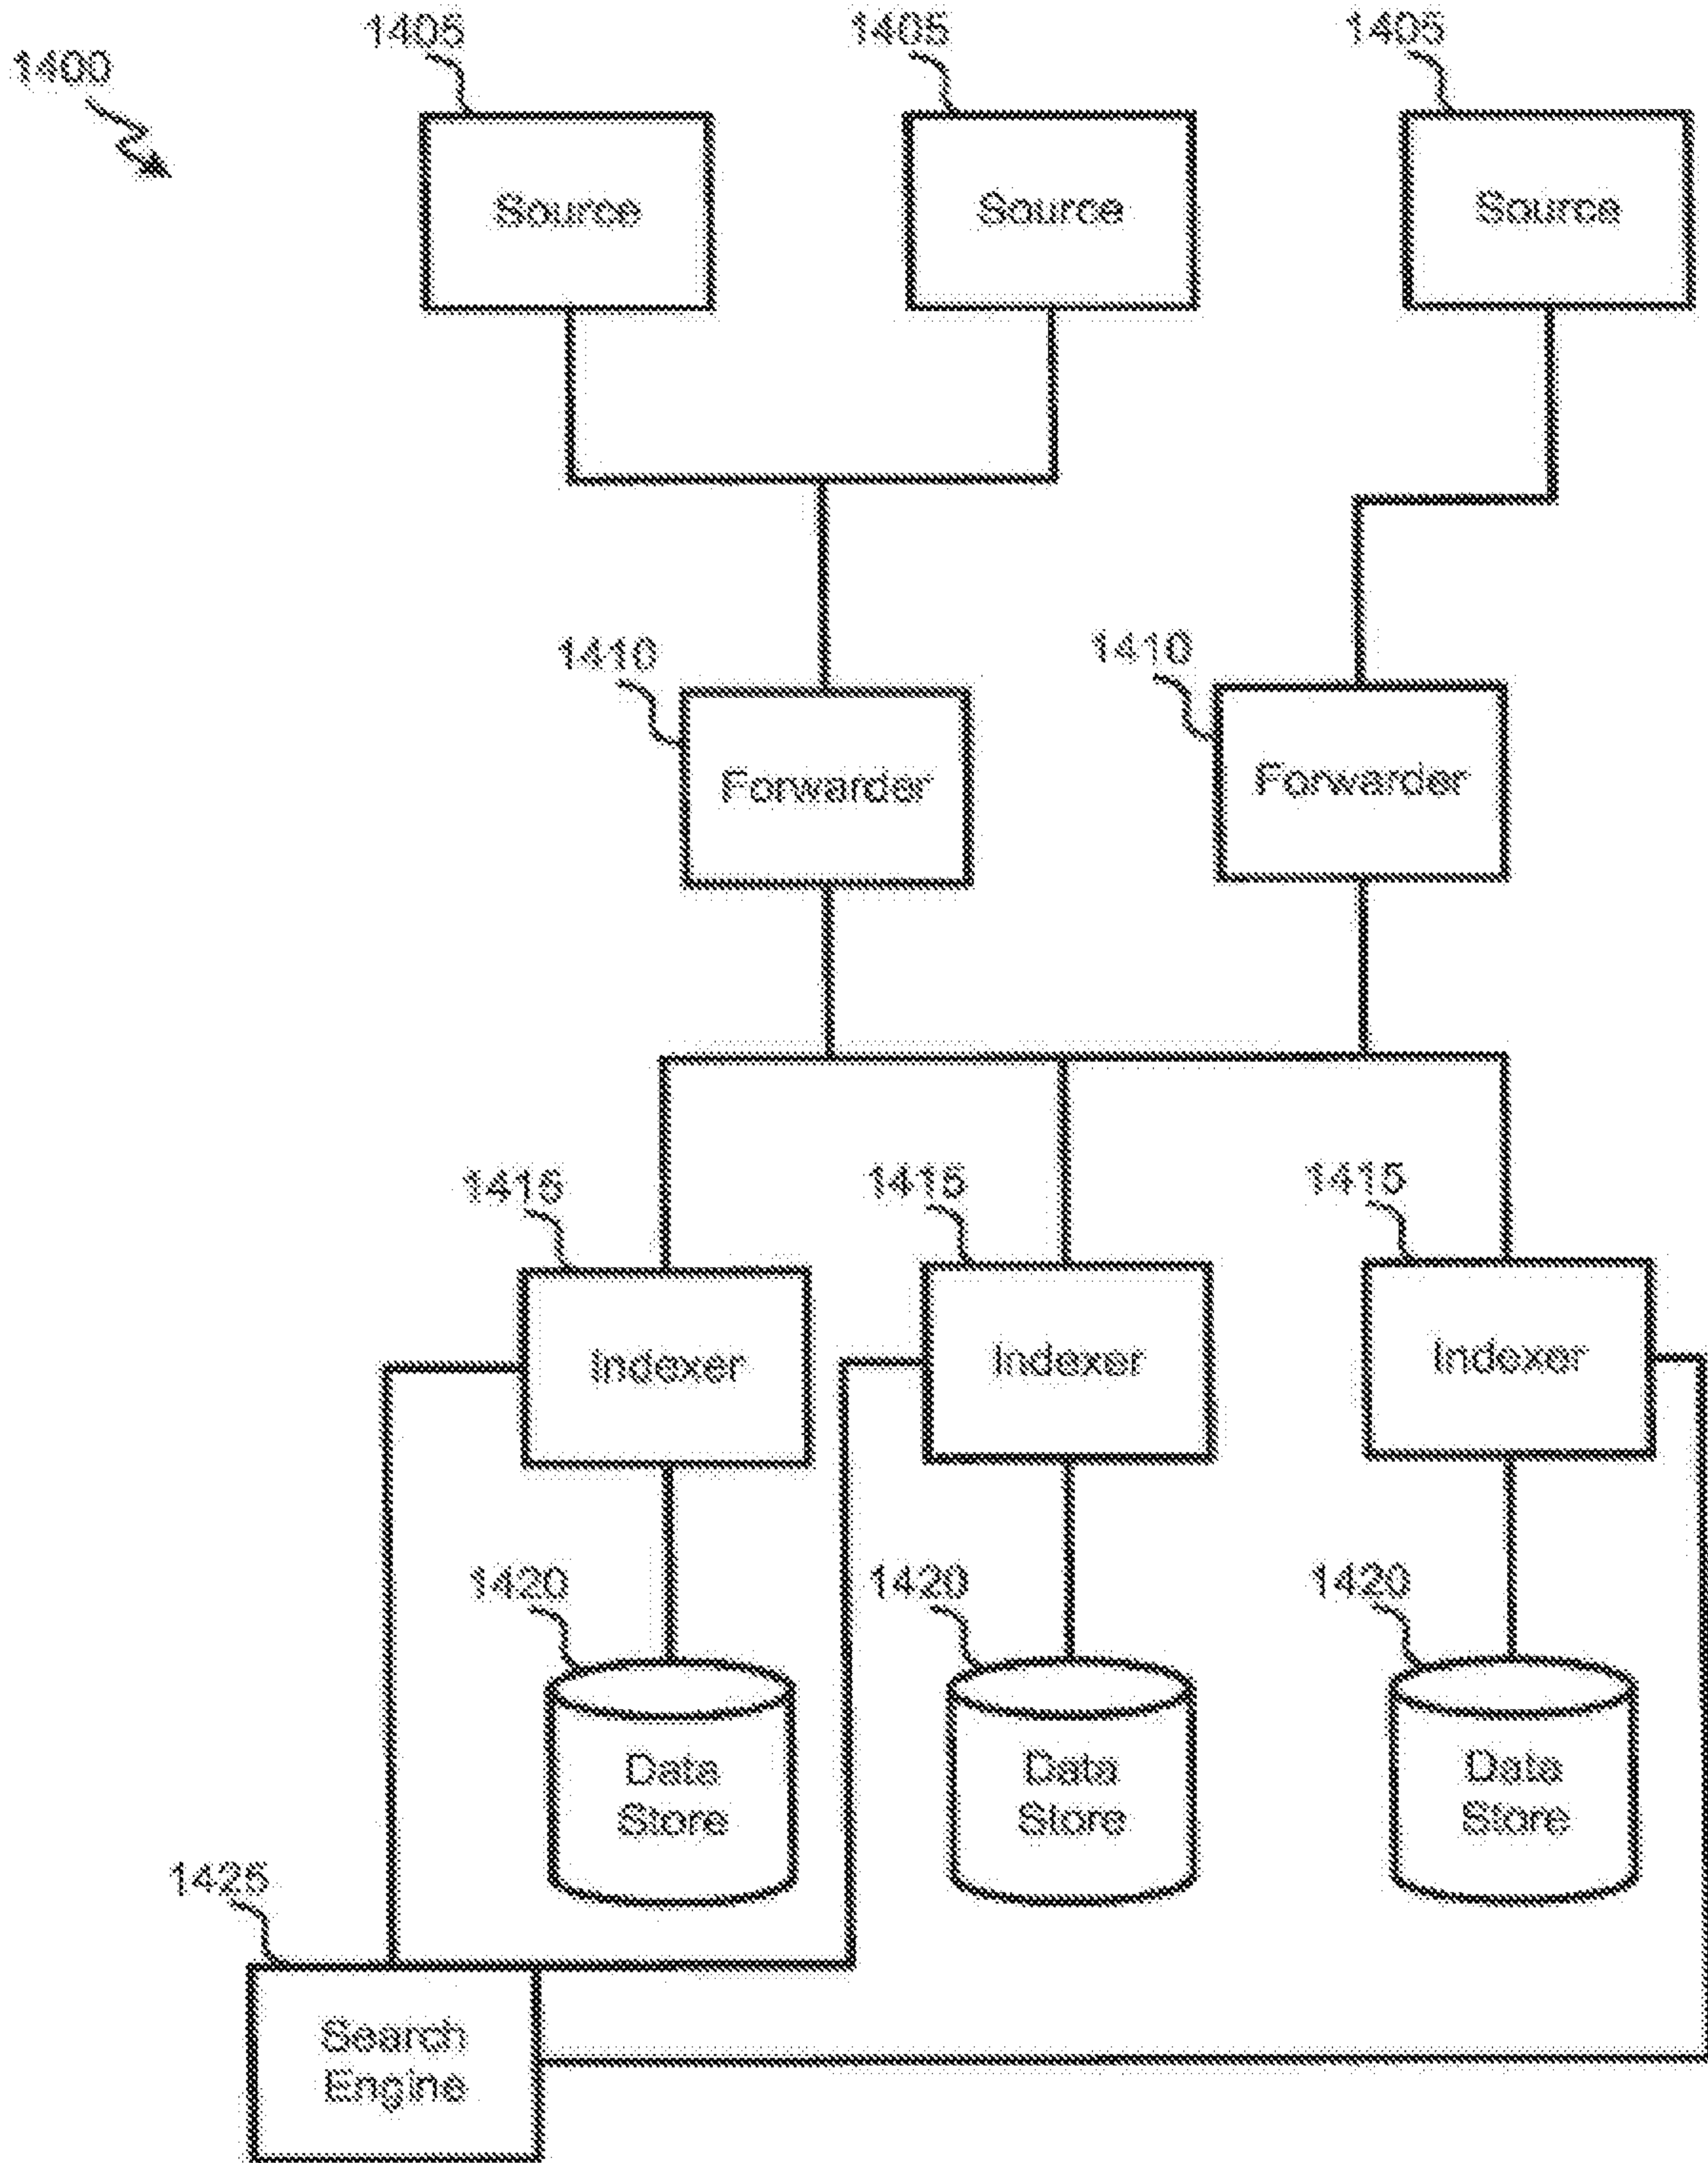 1405
1405
1405
1400
Source
Source
Source
1410
1410
Forwarder
Forwarder
1415
1415
1415
Indexer
Indexer
Indexer
1420
1420
1420
Data
Store
Data
Store
Data
Store
1425
Search
Engine